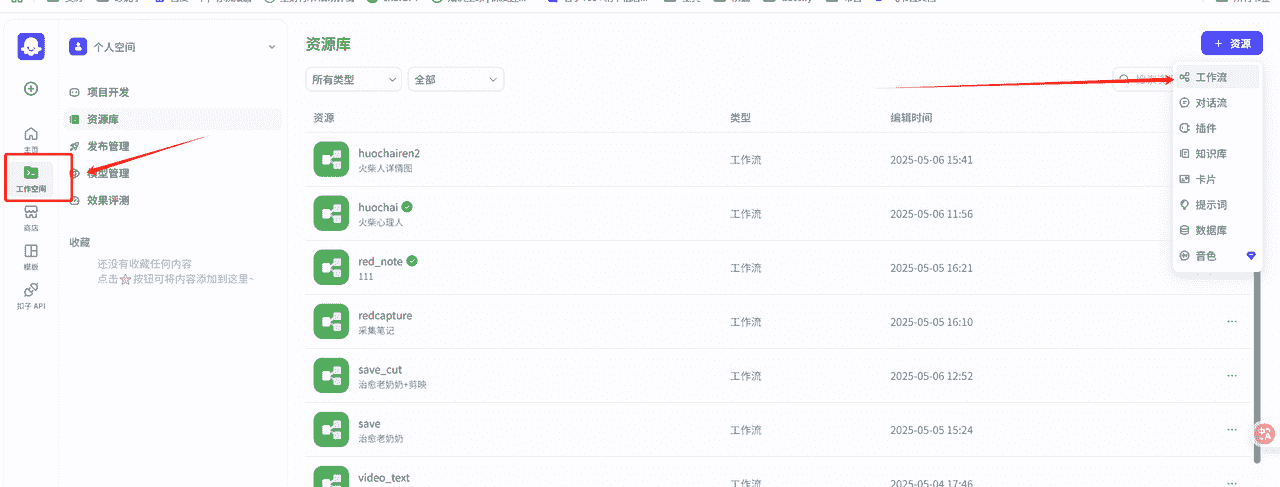 个人空间
项目开发
资源库
发布管理
模型管理
效果评测
收藏
还没有收藏任何内容
点击☆按钮可将内容添加到这里~
主页
工作空间
商店
模板
扣子 API
资源库
+ 资源
所有类型
全部
资源 类型 编辑时间
huochairen2
火柴人详情图
工作流 2025-05-06 15:41
huochai
火柴心理人
工作流 2025-05-06 11:56
red_note
111
工作流 2025-05-05 16:21
redcapture
采集笔记
工作流 2025-05-05 16:10
save_cut
治愈老奶奶+剪映
工作流 2025-05-06 12:52
save
治愈老奶奶
工作流 2025-05-05 15:24
video_text
工作流 2025-05-04 17:46
工作流
对话流
插件
知识库
卡片
提示词
数据库
音色